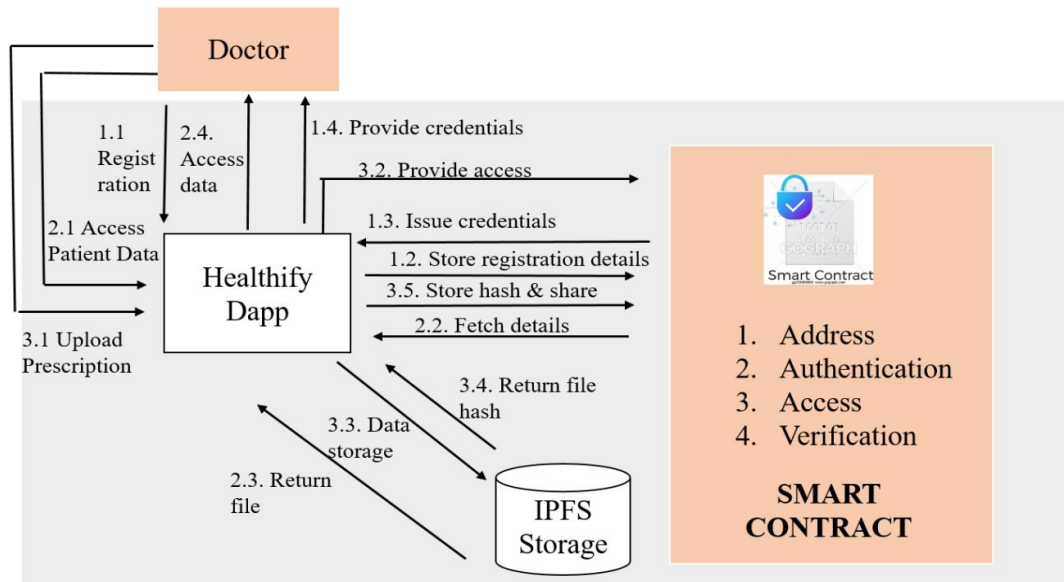 Doctor
1.1
Regist
ration
2.4.
Access
data
1.4. Provide credentials
3.2. Provide access
2.1 Access
Patient Data
1.3. Issue credentials
Healthify
Dapp
1.2. Store registration details
3.5. Store hash & share
2.2. Fetch details
3.1 Upload
Prescription
3.4. Return file
hash
3.3. Data
storage
2.3. Return
file
IPFS
Storage
GOGRAPH
Smart Contract
1. Address
2. Authentication
3. Access
4. Verification
SMART
CONTRACT